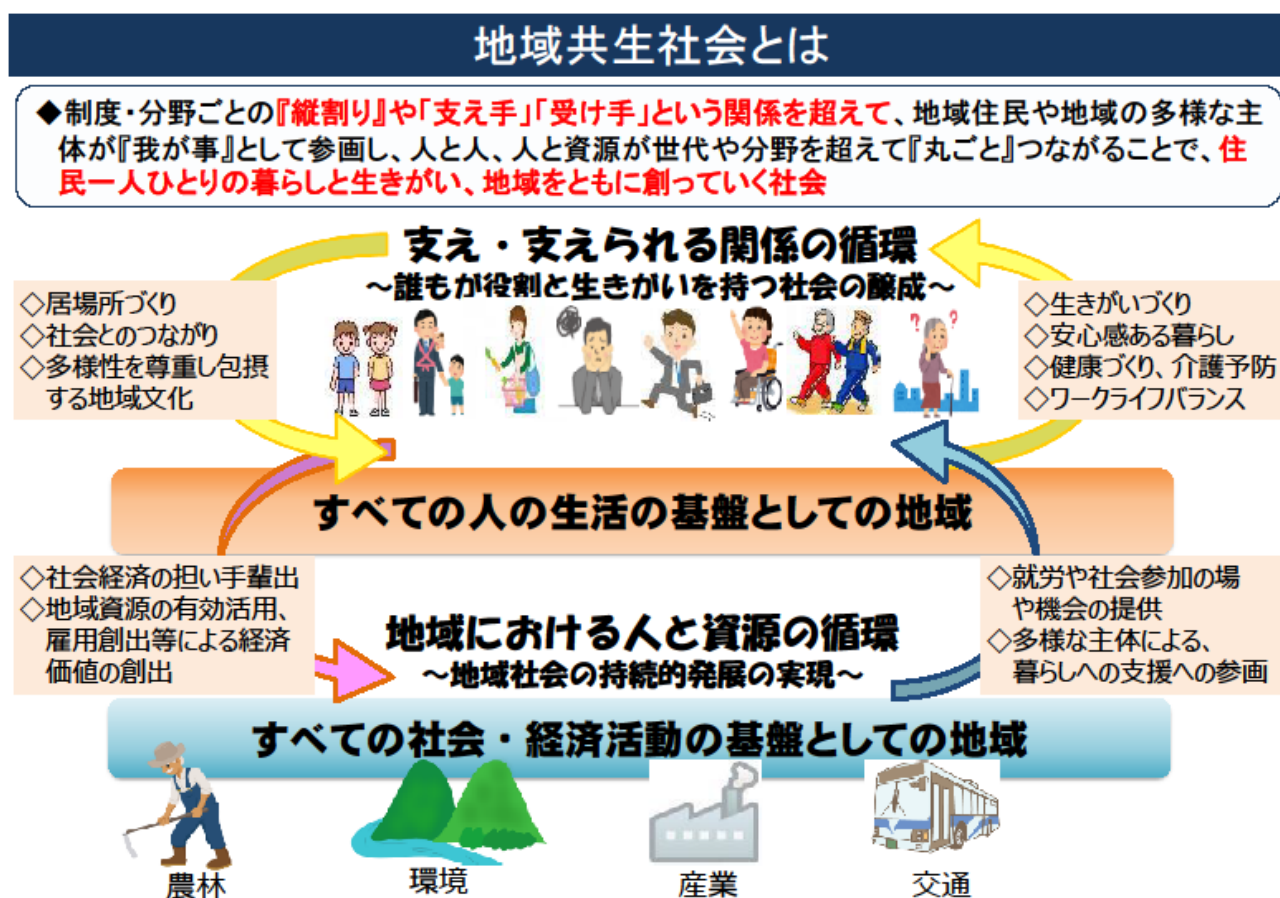 地域共生社会とは
◆制度・分野ごとの『縦割り』や「支え手」「受け手」という関係を超えて、地域住民や地域の多様な主
体が『我が事』として参画し、人と人、人と資源が世代や分野を超えて『丸ごと』つながることで、住
民一人ひとりの暮らしと生きがい、地域をともに創っていく社会
支え・支えられる関係の循環
～誰もが役割と生きがいを持つ社会の醸成～
◇居場所づくり
◇社会とのつながり
◇多様性を尊重し包摂
する地域文化
◇生きがいづくり
◇安心感ある暮らし
◇健康づくり、介護予防
◇ワークライフバランス
? ?
すべての人の生活の基盤としての地域
◇社会経済の担い手輩出
◇地域資源の有効活用、
雇用創出等による経済
価値の創出
地域における人と資源の循環
～地域社会の持続的発展の実現～
◇就労や社会参加の場
や機会の提供
◇多様な主体による、
暮らしへの支援への参画
すべての社会・経済活動の基盤としての地域
農林
環境
産業
交通